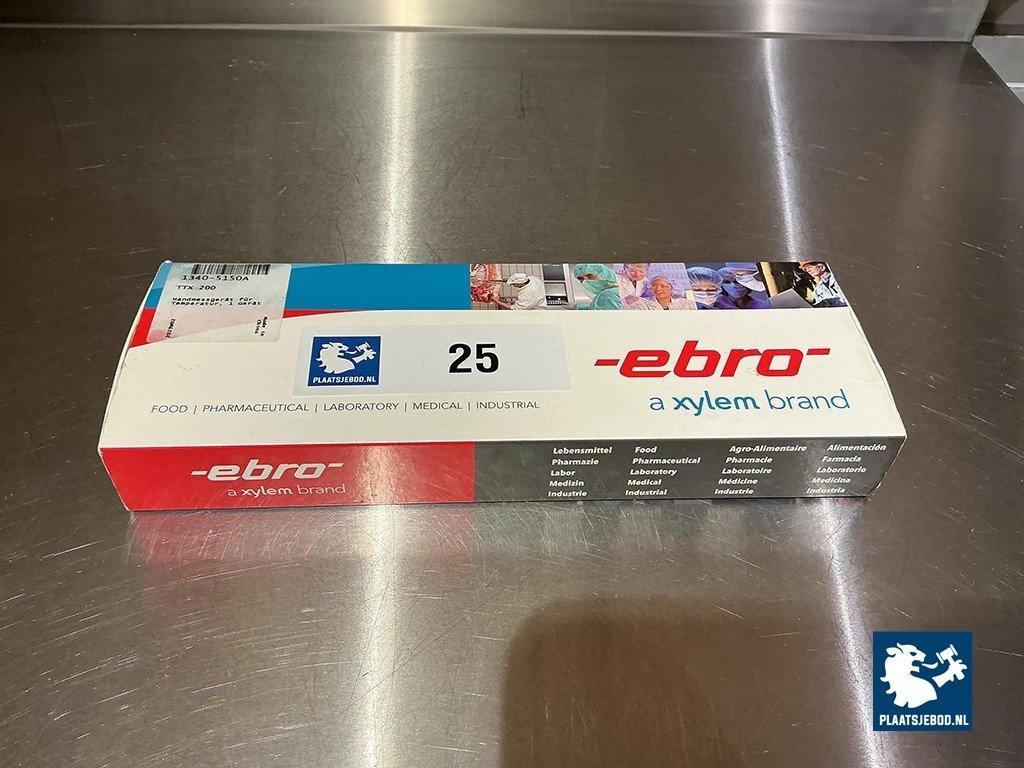 1340-5150A
TTX 200
Handmessgerät für
Temperatur, 1 Gerät
Made in
PLAATSJEBOD.NL
25
-ebro-
a xylem brand
FOOD | PHARMACEUTICAL | LABORATORY | MEDICAL | INDUSTRIAL
-ebro-
a xylem brand
Lebensmittel Food Agro-Alimentaire Alimentación
Pharmazie Pharmaceutical Pharmacie Farmacia
Labor Laboratory Laboratoire Laboratorio
Medizin Medical Médicine Medicina
Industrie Industrial Industrie Industria
PLAATSJEBOD.NL